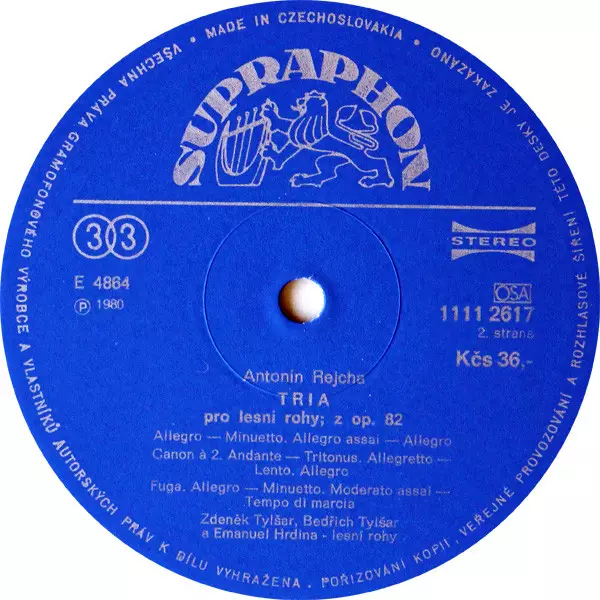 • MADE IN CZECHOSLOVAKIA •
VŠECHNA PRÁVA GRAMOFONOVÉHO VÝROBCE A VLASTNÍKŮ AUTORSKÝCH PRÁV K DÍLU VYHRAŽENA. POŘIZOVÁNÍ KOPIÍ, VEŘEJNÉ PROVOZOVÁNÍ A ROZHLASOVÉ ŠÍŘENÍ TÉTO DESKY JE ZAKÁZÁNO
SUPRAPHON
33
STEREO
E 4864
℗ 1980
OSA
1111 2617
2. strana
Kčs 36,-
Antonín Rejcha
TRIA
pro lesní rohy; z op. 82
Allegro — Minuetto. Allegro assai — Allegro
Canon à 2. Andante — Tritonus. Allegretto —
Lento. Allegro
Fuga. Allegro — Minuetto. Moderato assai —
Tempo di marcia
Zdeněk Tylšar, Bedřich Tylšar
a Emanuel Hrdina - lesní rohy